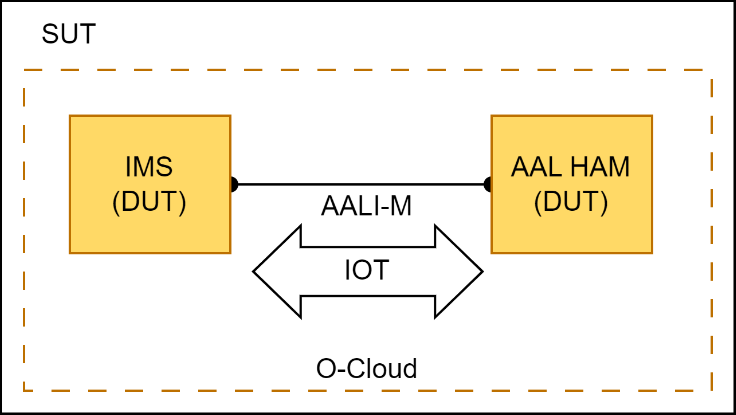 SUT
IMS
(DUT)
AAL HAM
(DUT)
AALI-M
IOT
O-Cloud